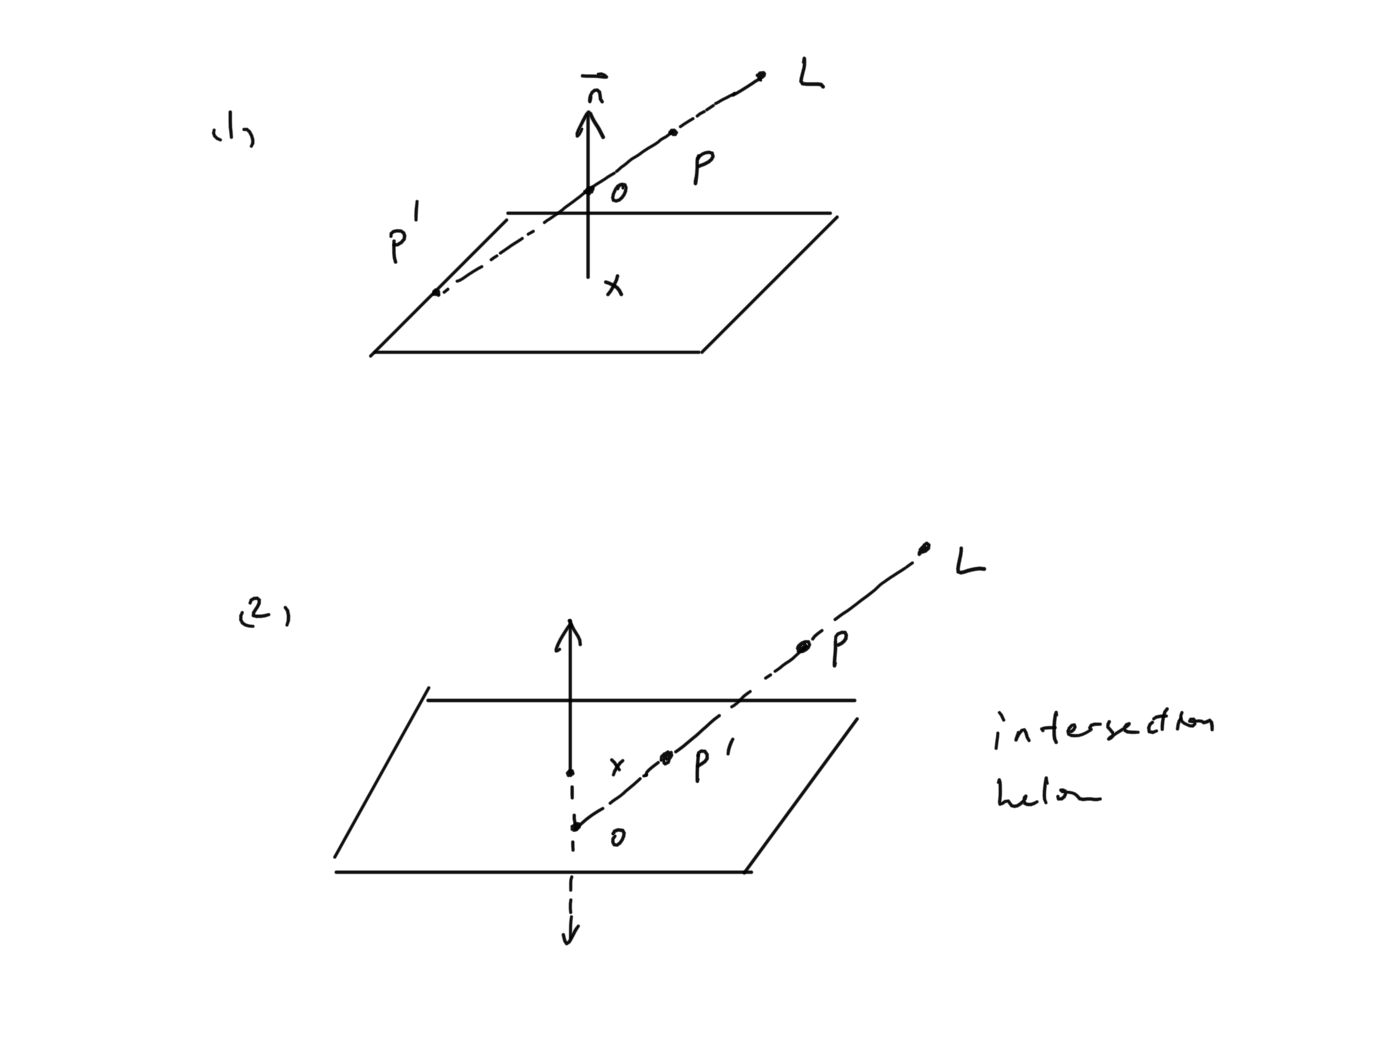 (1)
n⃗
L
P
O
P'
x
(2)
L
P
x
P'
O
intersection
below